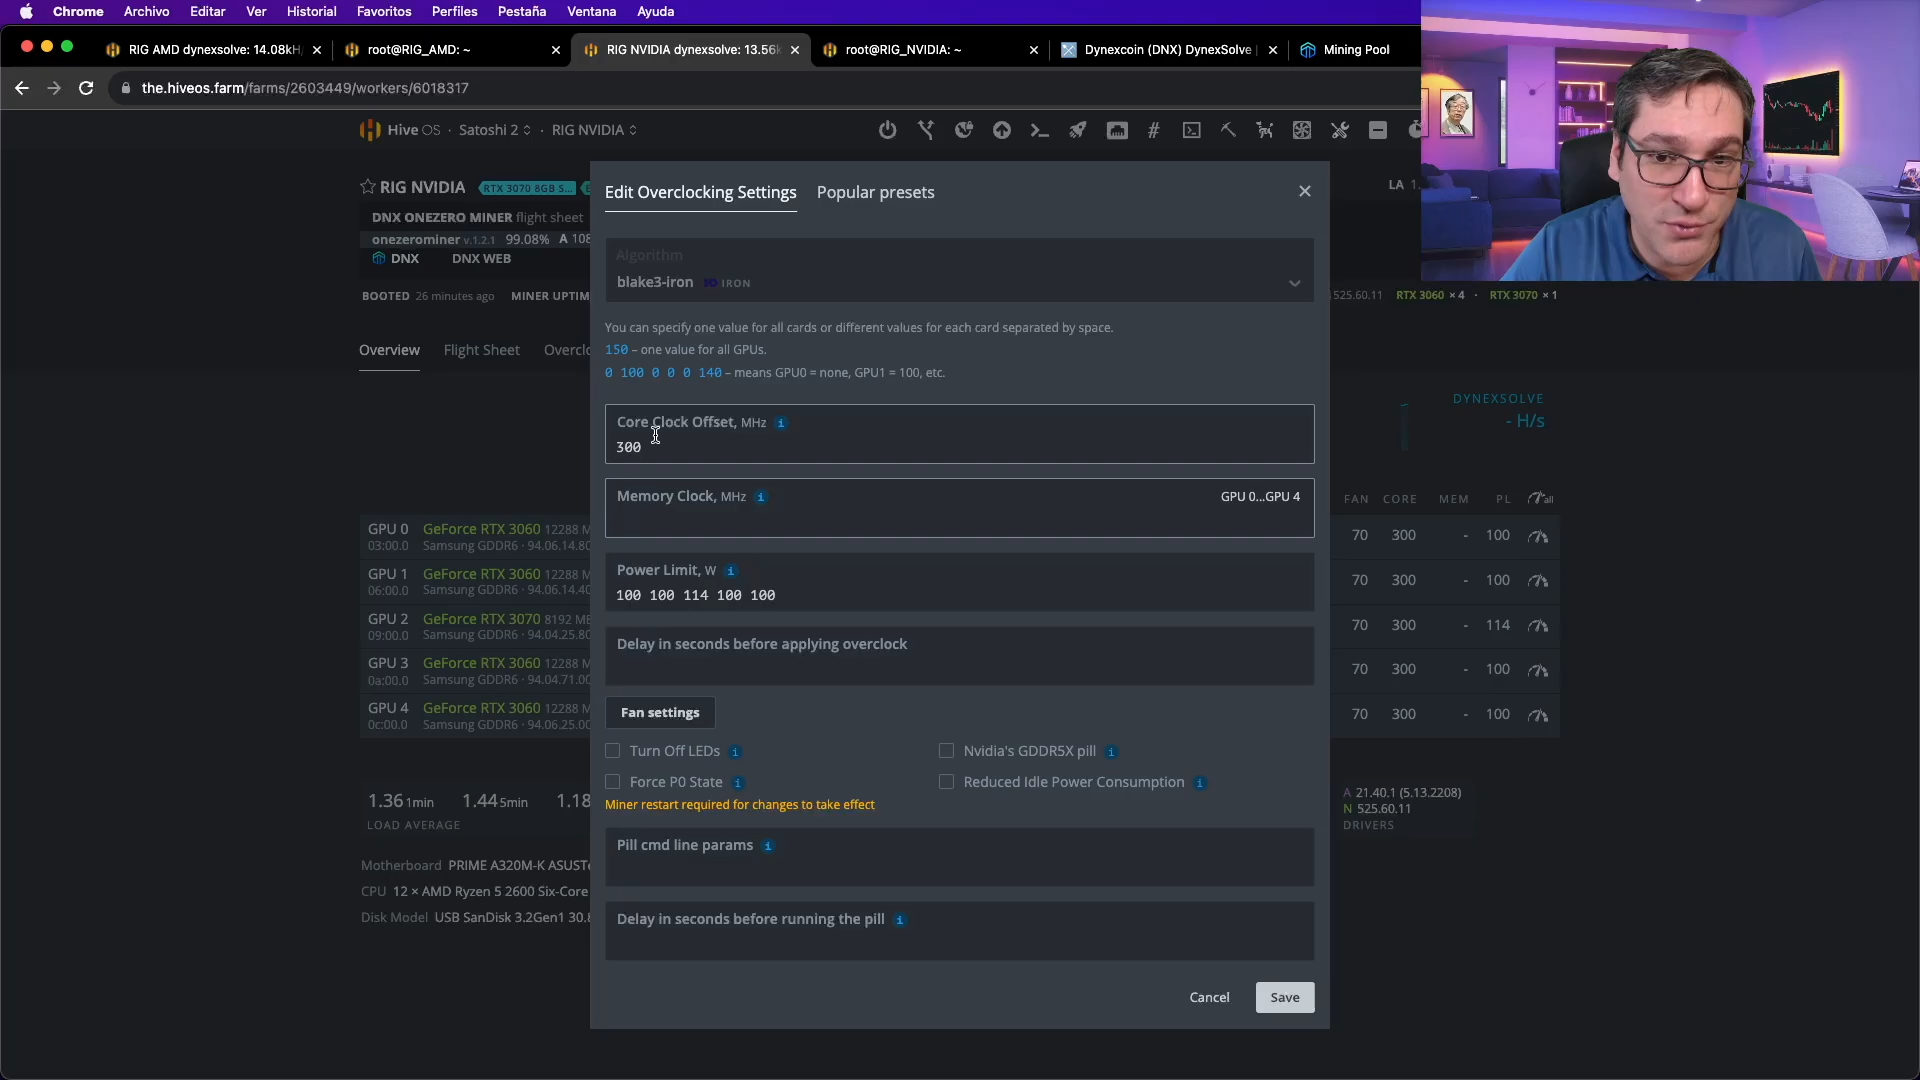 Chrome Archivo Editar Ver Historial Favoritos Perfiles Pestaña Ventana Ayuda
RIG AMD dynexsolve: 14.08kH/ root@RIG_AMD: ~ RIG NVIDIA dynexsolve: 13.56k root@RIG_NVIDIA: ~ Dynexcoin (DNX) DynexSolve Mining Pool
the.hiveos.farm/farms/2603449/workers/6018317
Hive OS · Satoshi 2 · RIG NVIDIA
RIG NVIDIA RTX 3070 8GB S...
LA 1.
DNX ONEZERO MINER flight sheet
onezerominer v.1.2.1 99.08% A 108
DNX DNX WEB
BOOTED 26 minutes ago MINER UPTIM
525.60.11 RTX 3060 ×4 · RTX 3070 ×1
Overview Flight Sheet Overclo
Edit Overclocking Settings Popular presets
Algorithm
blake3-iron IRON
You can specify one value for all cards or different values for each card separated by space.
150 – one value for all GPUs.
0 100 0 0 0 140 – means GPU0 = none, GPU1 = 100, etc.
Core Clock Offset, MHz i
300
Memory Clock, MHz i GPU 0...GPU 4
Power Limit, W i
100 100 114 100 100
Delay in seconds before applying overclock
Fan settings
Turn Off LEDs i Nvidia's GDDR5X pill i
Force P0 State i Reduced Idle Power Consumption i
Miner restart required for changes to take effect
Pill cmd line params i
Delay in seconds before running the pill i
Cancel Save
DYNEXSOLVE
- H/s
FAN CORE MEM PL all
GPU 0 GeForce RTX 3060 12288 M 70 300 - 100
03:00.0 Samsung GDDR6 · 94.06.14.80
GPU 1 GeForce RTX 3060 12288 M 70 300 - 100
06:00.0 Samsung GDDR6 · 94.06.14.40
GPU 2 GeForce RTX 3070 8192 MB 70 300 - 114
09:00.0 Samsung GDDR6 · 94.04.25.80
GPU 3 GeForce RTX 3060 12288 M 70 300 - 100
0a:00.0 Samsung GDDR6 · 94.04.71.00
GPU 4 GeForce RTX 3060 12288 M 70 300 - 100
0c:00.0 Samsung GDDR6 · 94.06.25.00
1.36 1min 1.44 5min 1.18
LOAD AVERAGE
A 21.40.1 (5.13.2208)
N 525.60.11
DRIVERS
Motherboard PRIME A320M-K ASUSTe
CPU 12 × AMD Ryzen 5 2600 Six-Core
Disk Model USB SanDisk 3.2Gen1 30.8